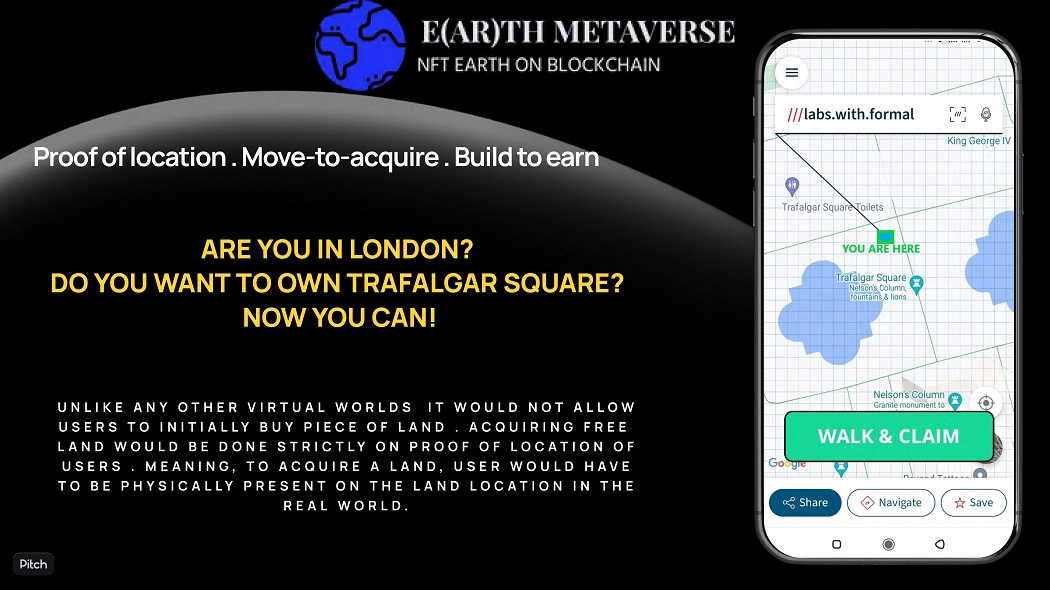 E(AR)TH METAVERSE
NFT EARTH ON BLOCKCHAIN
Proof of location . Move-to-acquire . Build to earn
ARE YOU IN LONDON?
DO YOU WANT TO OWN TRAFALGAR SQUARE?
NOW YOU CAN!
UNLIKE ANY OTHER VIRTUAL WORLDS IT WOULD NOT ALLOW
USERS TO INITIALLY BUY PIECE OF LAND . ACQUIRING FREE
LAND WOULD BE DONE STRICTLY ON PROOF OF LOCATION OF
USERS . MEANING, TO ACQUIRE A LAND, USER WOULD HAVE
TO BE PHYSICALLY PRESENT ON THE LAND LOCATION IN THE
REAL WORLD.
Pitch
///labs.with.formal
King George IV
Trafalgar Square Toilets
YOU ARE HERE
Trafalgar Square
Nelson's Column,
fountains & lions
Nelson's Column
Granite monument to
WALK & CLAIM
Google
Share
Navigate
Save